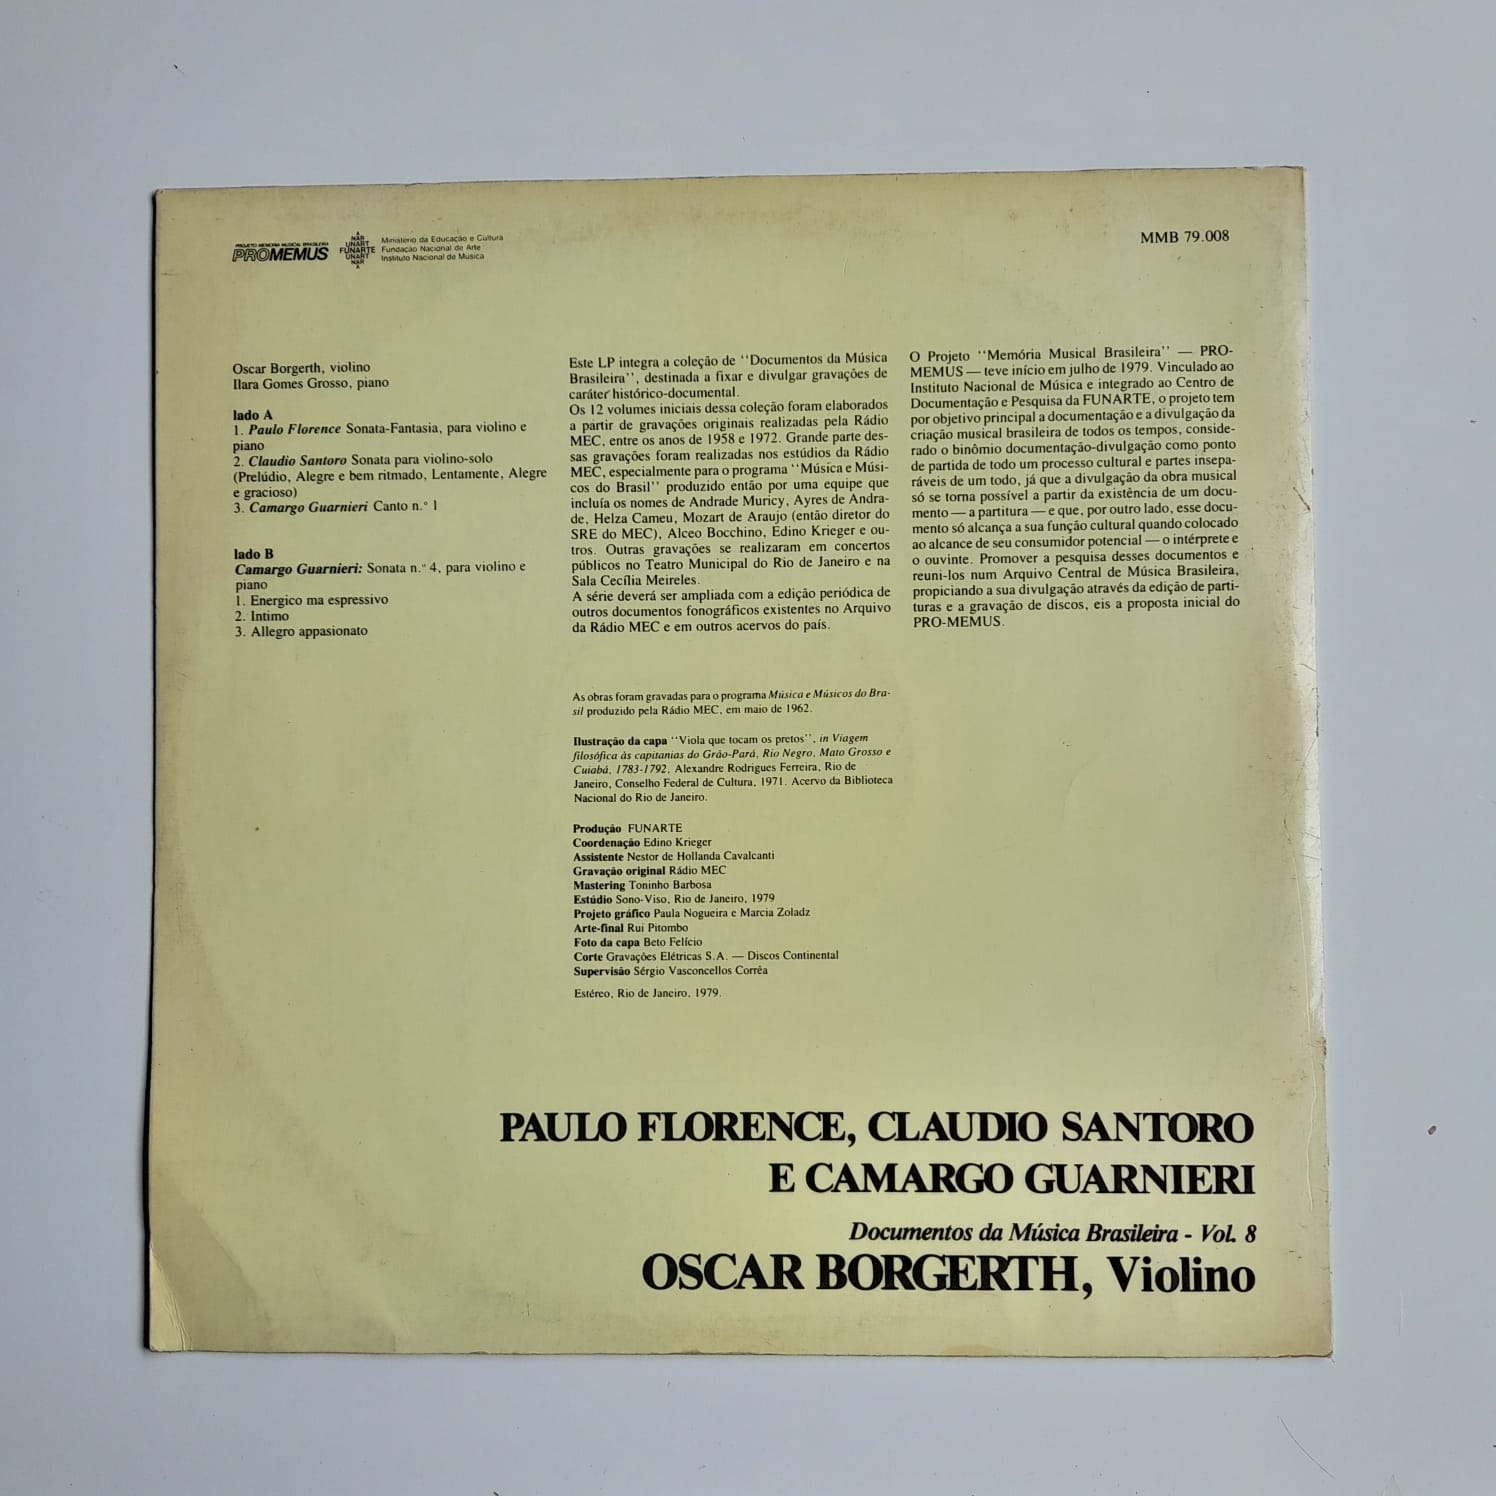 PROJETO MEMÓRIA MUSICAL BRASILEIRA
PROMEMUS
FUNARTE
Ministério da Educação e Cultura
Fundação Nacional de Arte
Instituto Nacional de Música
MMB 79.008
Oscar Borgerth, violino
Ilara Gomes Grosso, piano
lado A
1. Paulo Florence Sonata-Fantasia, para violino e
piano
2. Claudio Santoro Sonata para violino-solo
(Prelúdio, Alegre e bem ritmado, Lentamente, Alegre
e gracioso)
3. Camargo Guarnieri Canto n.º 1
lado B
Camargo Guarnieri: Sonata n.º 4, para violino e
piano
1. Energico ma espressivo
2. Intimo
3. Allegro appasionato
Este LP integra a coleção de ''Documentos da Música
Brasileira'', destinada a fixar e divulgar gravações de
caráter histórico-documental.
Os 12 volumes iniciais dessa coleção foram elaborados
a partir de gravações originais realizadas pela Rádio
MEC, entre os anos de 1958 e 1972. Grande parte des-
sas gravações foram realizadas nos estúdios da Rádio
MEC, especialmente para o programa ''Música e Músi-
cos do Brasil'' produzido então por uma equipe que
incluía os nomes de Andrade Muricy, Ayres de Andra-
de, Helza Cameu, Mozart de Araujo (então diretor do
SRE do MEC), Alceo Bocchino, Edino Krieger e ou-
tros. Outras gravações se realizaram em concertos
públicos no Teatro Municipal do Rio de Janeiro e na
Sala Cecília Meireles.
A série deverá ser ampliada com a edição periódica de
outros documentos fonográficos existentes no Arquivo
da Rádio MEC e em outros acervos do país.
As obras foram gravadas para o programa Música e Músicos do Bra-
sil produzido pela Rádio MEC, em maio de 1962.
Ilustração da capa ''Viola que tocam os pretos'', in Viagem
filosófica às capitanias do Grão-Pará, Rio Negro, Mato Grosso e
Cuiabá, 1783-1792, Alexandre Rodrigues Ferreira, Rio de
Janeiro, Conselho Federal de Cultura, 1971. Acervo da Biblioteca
Nacional do Rio de Janeiro.
Produção FUNARTE
Coordenação Edino Krieger
Assistente Nestor de Hollanda Cavalcanti
Gravação original Rádio MEC
Mastering Toninho Barbosa
Estúdio Sono-Viso, Rio de Janeiro, 1979
Projeto gráfico Paula Nogueira e Marcia Zoladz
Arte-final Rui Pitombo
Foto da capa Beto Felício
Corte Gravações Elétricas S.A. — Discos Continental
Supervisão Sérgio Vasconcellos Corrêa
Estéreo, Rio de Janeiro, 1979.
O Projeto ''Memória Musical Brasileira'' — PRO-
MEMUS — teve início em julho de 1979. Vinculado ao
Instituto Nacional de Música e integrado ao Centro de
Documentação e Pesquisa da FUNARTE, o projeto tem
por objetivo principal a documentação e a divulgação da
criação musical brasileira de todos os tempos, conside-
rado o binômio documentação-divulgação como ponto
de partida de todo um processo cultural e partes insepa-
ráveis de um todo, já que a divulgação da obra musical
só se torna possível a partir da existência de um docu-
mento — a partitura — e que, por outro lado, esse docu-
mento só alcança a sua função cultural quando colocado
ao alcance de seu consumidor potencial — o intérprete e
o ouvinte. Promover a pesquisa desses documentos e
reuni-los num Arquivo Central de Música Brasileira,
propiciando a sua divulgação através da edição de parti-
turas e a gravação de discos, eis a proposta inicial do
PRO-MEMUS.
PAULO FLORENCE, CLAUDIO SANTORO
E CAMARGO GUARNIERI
Documentos da Música Brasileira - Vol. 8
OSCAR BORGERTH, Violino